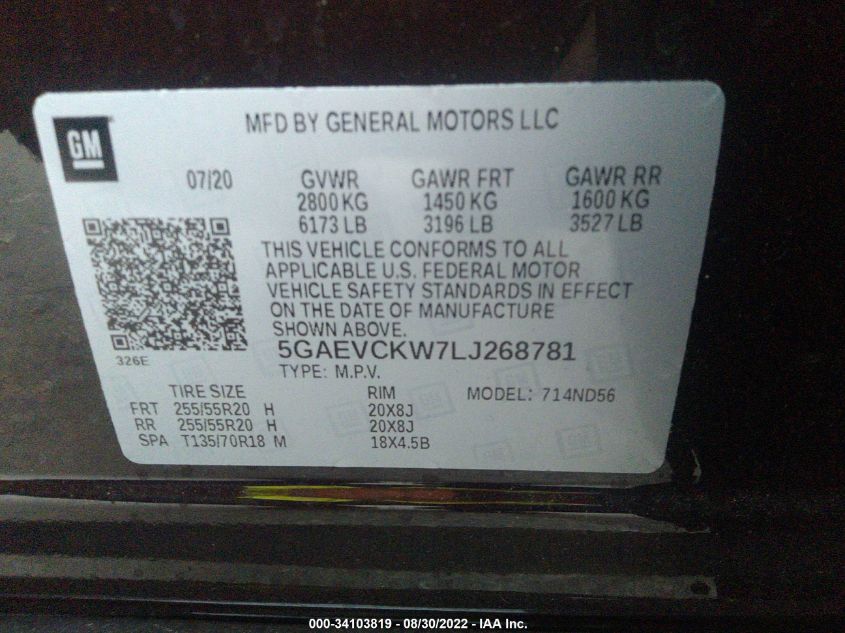 GM
MFD BY GENERAL MOTORS LLC
07/20 GVWR GAWR FRT GAWR RR
2800 KG 1450 KG 1600 KG
6173 LB 3196 LB 3527 LB
THIS VEHICLE CONFORMS TO ALL
APPLICABLE U.S. FEDERAL MOTOR
VEHICLE SAFETY STANDARDS IN EFFECT
ON THE DATE OF MANUFACTURE
SHOWN ABOVE.
326E
5GAEVCKW7LJ268781
TYPE: M.P.V.
TIRE SIZE RIM MODEL: 714ND56
FRT 255/55R20 H 20X8J
RR 255/55R20 H 20X8J
SPA T135/70R18 M 18X4.5B
000-34103819 - 08/30/2022 - IAA Inc.